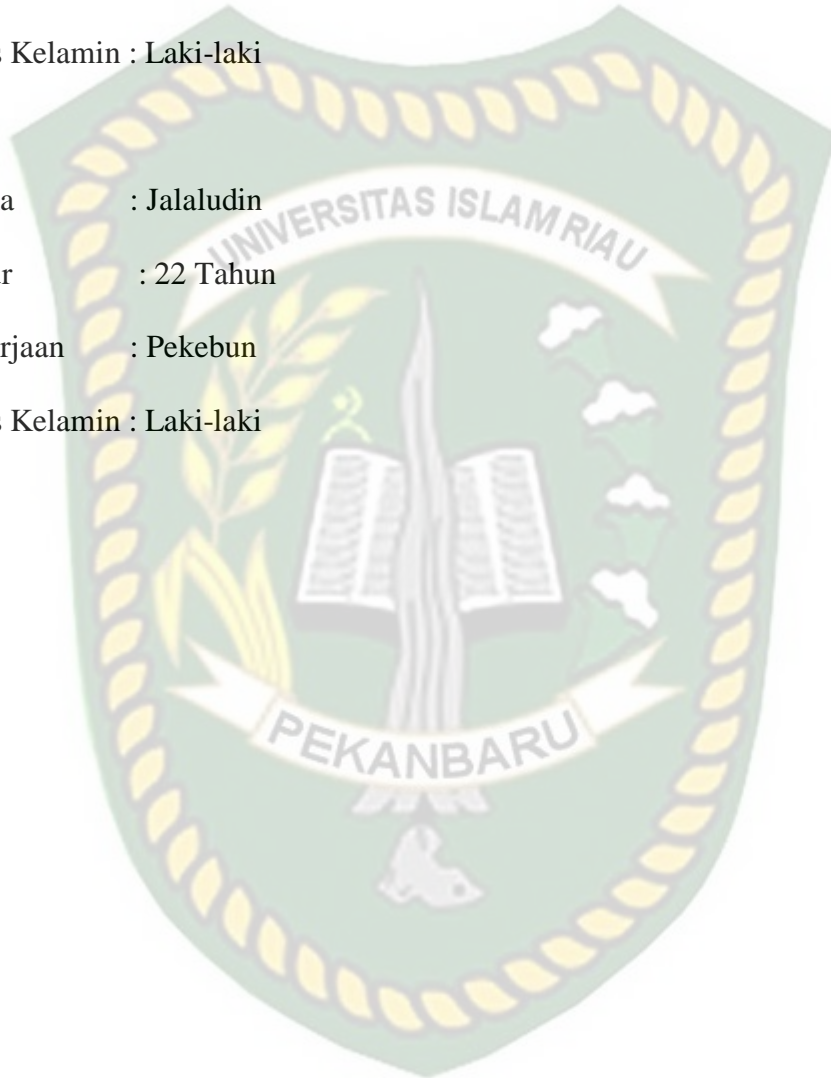 s Kelamin : Laki-laki
a : Jalaludin
r : 22 Tahun
rjaan : Pekebun
s Kelamin : Laki-laki
UNIVERSITAS ISLAM RIAU
PEKANBARU